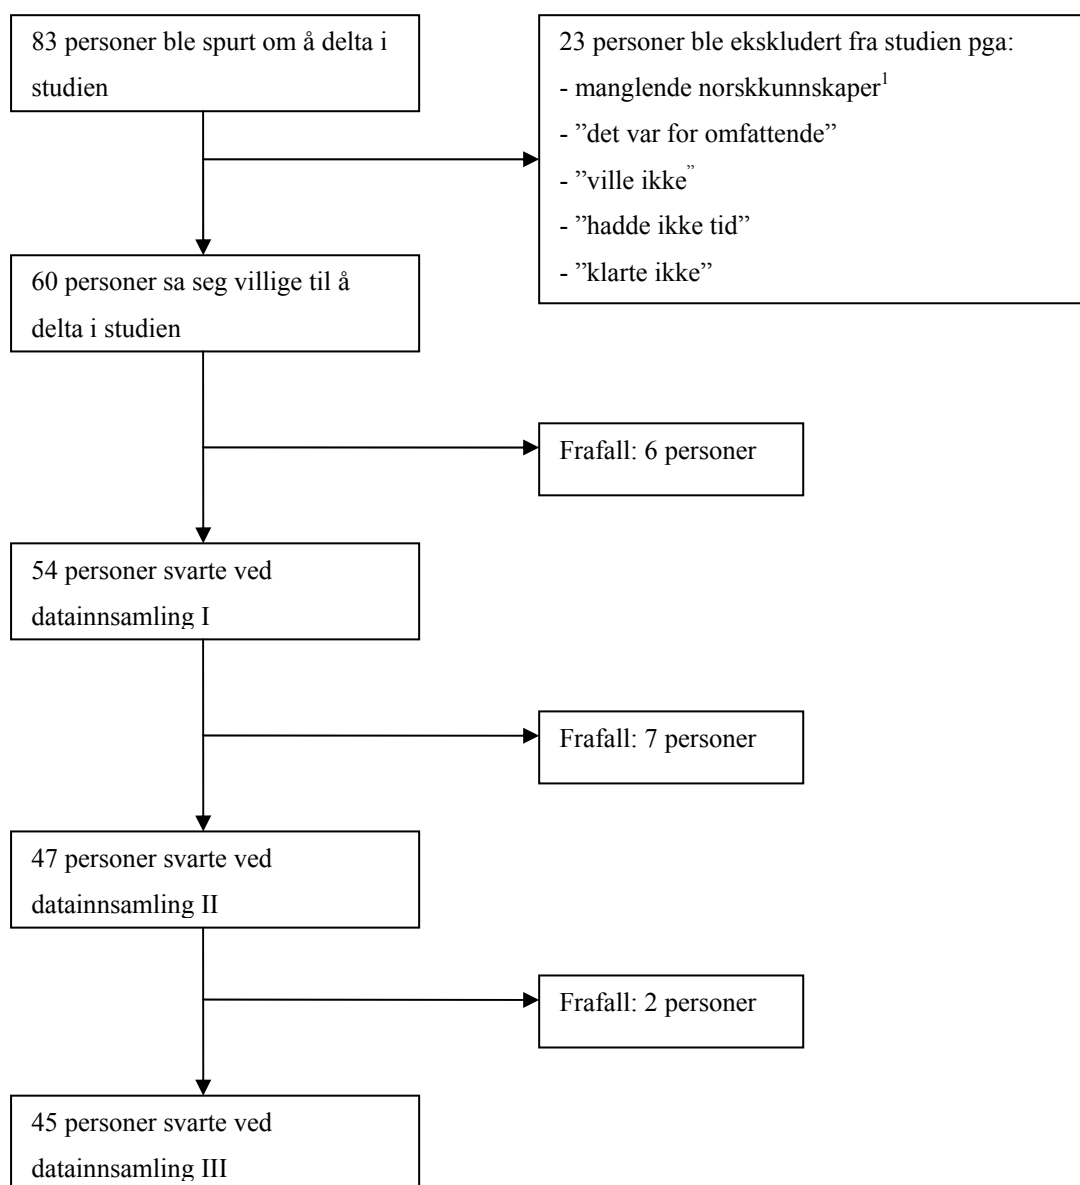 83 personer ble spurt om å delta i
studien
23 personer ble ekskludert fra studien pga:
- manglende norskkunnskaper¹
- ”det var for omfattende”
- ”ville ikke”
- ”hadde ikke tid”
- ”klarte ikke”
60 personer sa seg villige til å
delta i studien
Frafall: 6 personer
54 personer svarte ved
datainnsamling I
Frafall: 7 personer
47 personer svarte ved
datainnsamling II
Frafall: 2 personer
45 personer svarte ved
datainnsamling III